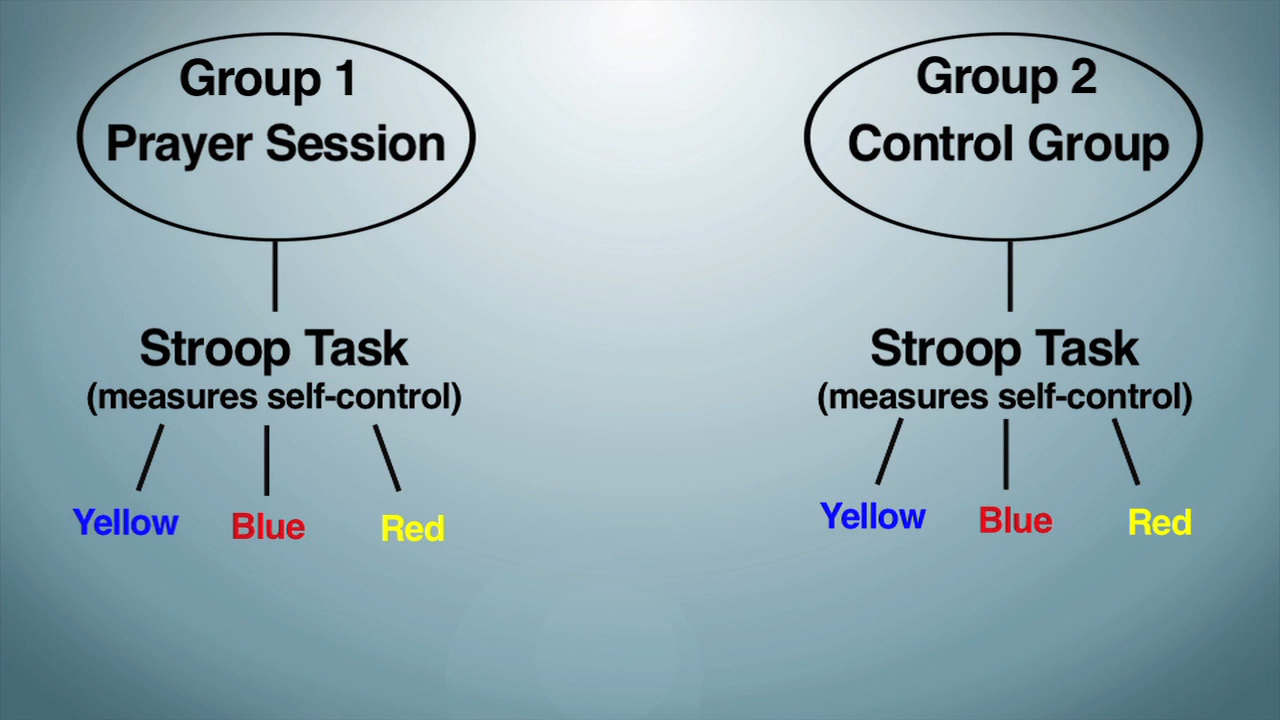 Group 1
Prayer Session
Stroop Task
(measures self-control)
Yellow Blue Red
Group 2
Control Group
Stroop Task
(measures self-control)
Yellow Blue Red